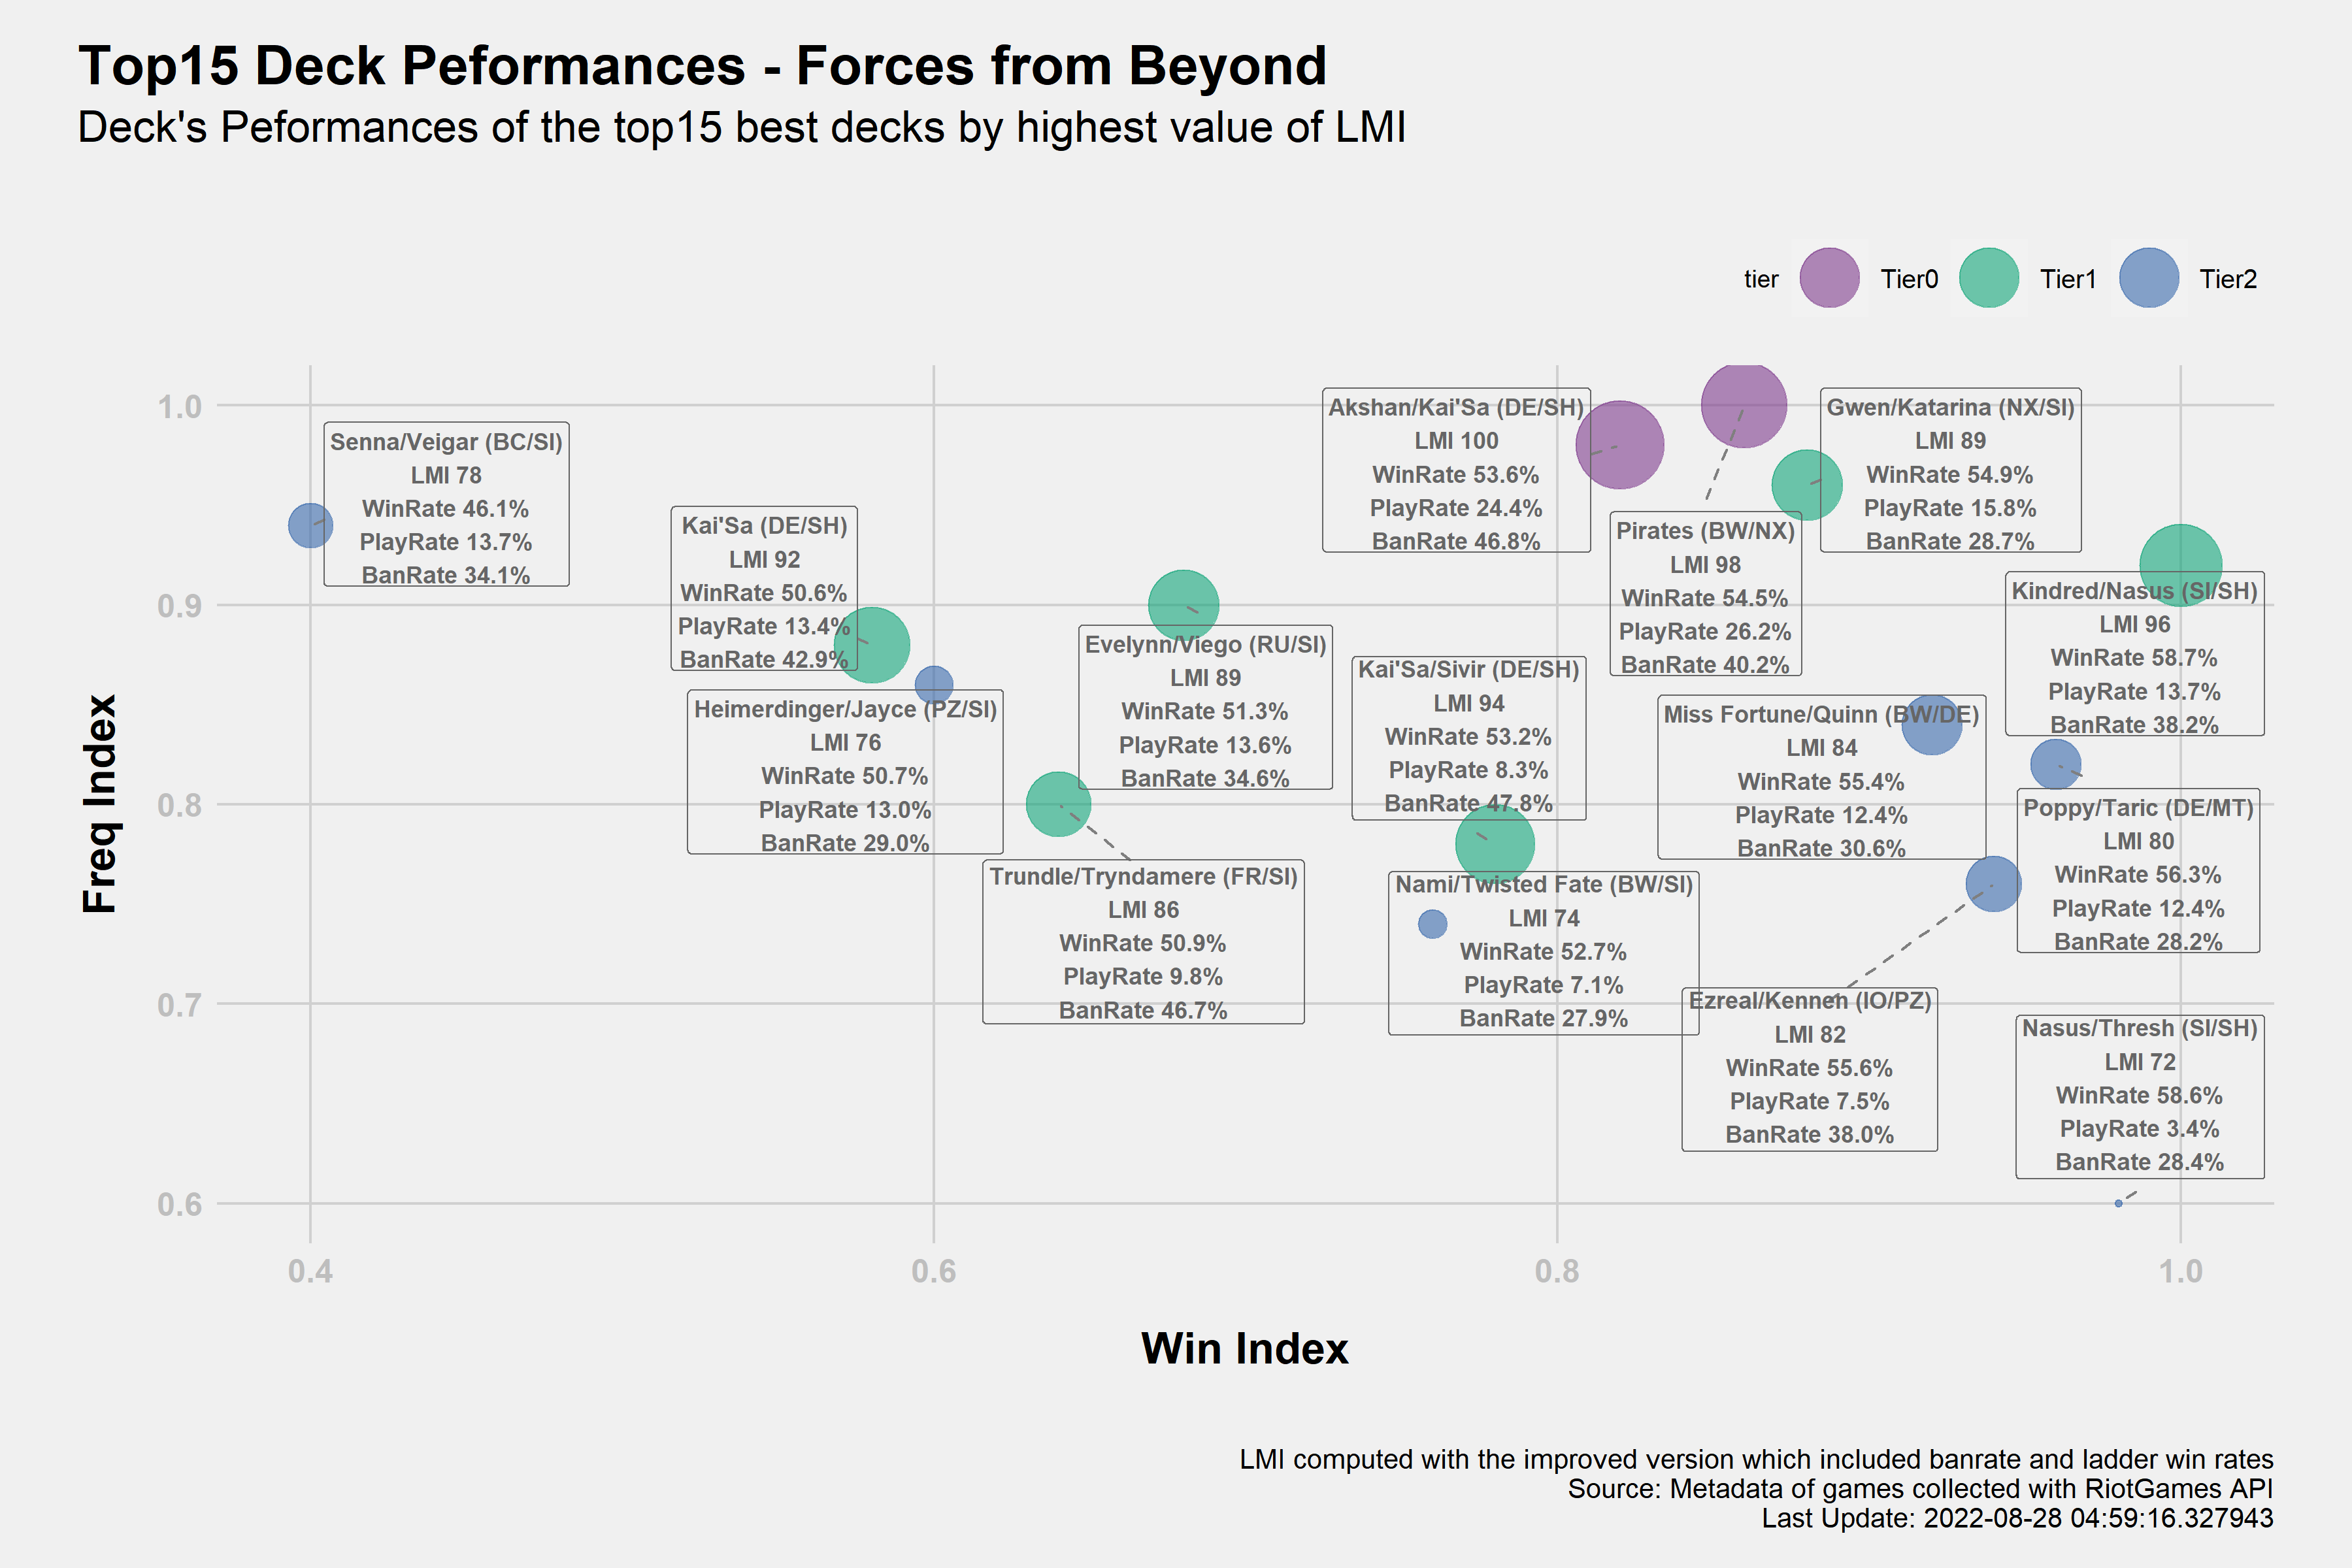 Top15 Deck Peformances - Forces from Beyond
Deck's Peformances of the top15 best decks by highest value of LMI
tier
Tier0
Tier1
Tier2
Freq Index
1.0
0.9
0.8
0.7
0.6
Senna/Veigar (BC/SI)
LMI 78
WinRate 46.1%
PlayRate 13.7%
BanRate 34.1%
Kai'Sa (DE/SH)
LMI 92
WinRate 50.6%
PlayRate 13.4%
BanRate 42.9%
Heimerdinger/Jayce (PZ/SI)
LMI 76
WinRate 50.7%
PlayRate 13.0%
BanRate 29.0%
Evelynn/Viego (RU/SI)
LMI 89
WinRate 51.3%
PlayRate 13.6%
BanRate 34.6%
Trundle/Tryndamere (FR/SI)
LMI 86
WinRate 50.9%
PlayRate 9.8%
BanRate 46.7%
Akshan/Kai'Sa (DE/SH)
LMI 100
WinRate 53.6%
PlayRate 24.4%
BanRate 46.8%
Kai'Sa/Sivir (DE/SH)
LMI 94
WinRate 53.2%
PlayRate 8.3%
BanRate 47.8%
Nami/Twisted Fate (BW/SI)
LMI 74
WinRate 52.7%
PlayRate 7.1%
BanRate 27.9%
Pirates (BW/NX)
LMI 98
WinRate 54.5%
PlayRate 26.2%
BanRate 40.2%
Gwen/Katarina (NX/SI)
LMI 89
WinRate 54.9%
PlayRate 15.8%
BanRate 28.7%
Miss Fortune/Quinn (BW/DE)
LMI 84
WinRate 55.4%
PlayRate 12.4%
BanRate 30.6%
Kindred/Nasus (SI/SH)
LMI 96
WinRate 58.7%
PlayRate 13.7%
BanRate 38.2%
Poppy/Taric (DE/MT)
LMI 80
WinRate 56.3%
PlayRate 12.4%
BanRate 28.2%
Ezreal/Kennen (IO/PZ)
LMI 82
WinRate 55.6%
PlayRate 7.5%
BanRate 38.0%
Nasus/Thresh (SI/SH)
LMI 72
WinRate 58.6%
PlayRate 3.4%
BanRate 28.4%
0.4
0.6
0.8
1.0
Win Index
LMI computed with the improved version which included banrate and ladder win rates
Source: Metadata of games collected with RiotGames API
Last Update: 2022-08-28 04:59:16.327943